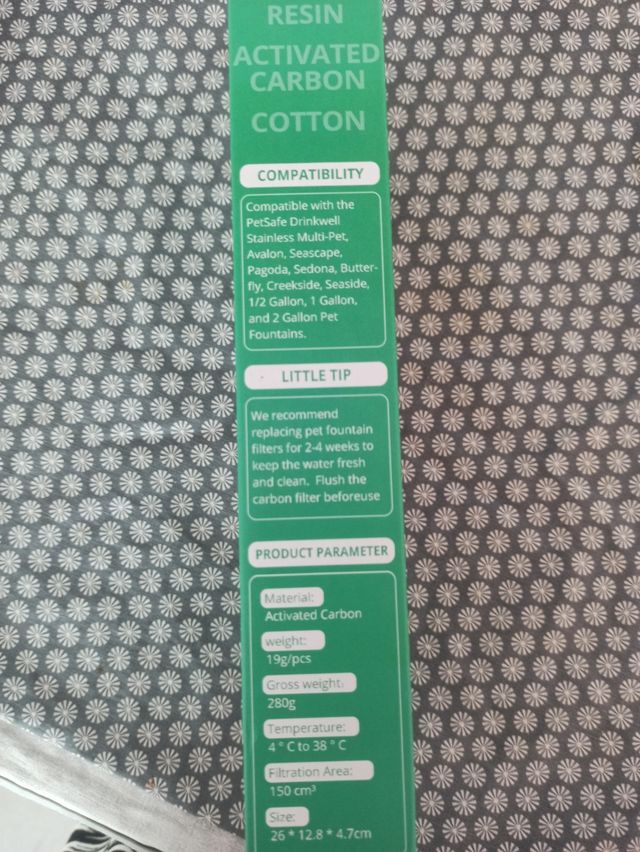 RESIN
ACTIVATED
CARBON
COTTON
COMPATIBILITY
Compatible with the
PetSafe Drinkwell
Stainless Multi-Pet,
Avalon, Seascape,
Pagoda, Sedona, Butter-
fly, Creekside, Seaside,
1/2 Gallon, 1 Gallon,
and 2 Gallon Pet
Fountains.
LITTLE TIP
We recommend
replacing pet fountain
filters for 2-4 weeks to
keep the water fresh
and clean. Flush the
carbon filter beforeuse
PRODUCT PARAMETER
Material:
Activated Carbon
weight:
19g/pcs
Gross weight:
280g
Temperature:
4 ° C to 38 ° C
Filtration Area:
150 cm³
Size:
26 * 12.8 * 4.7cm